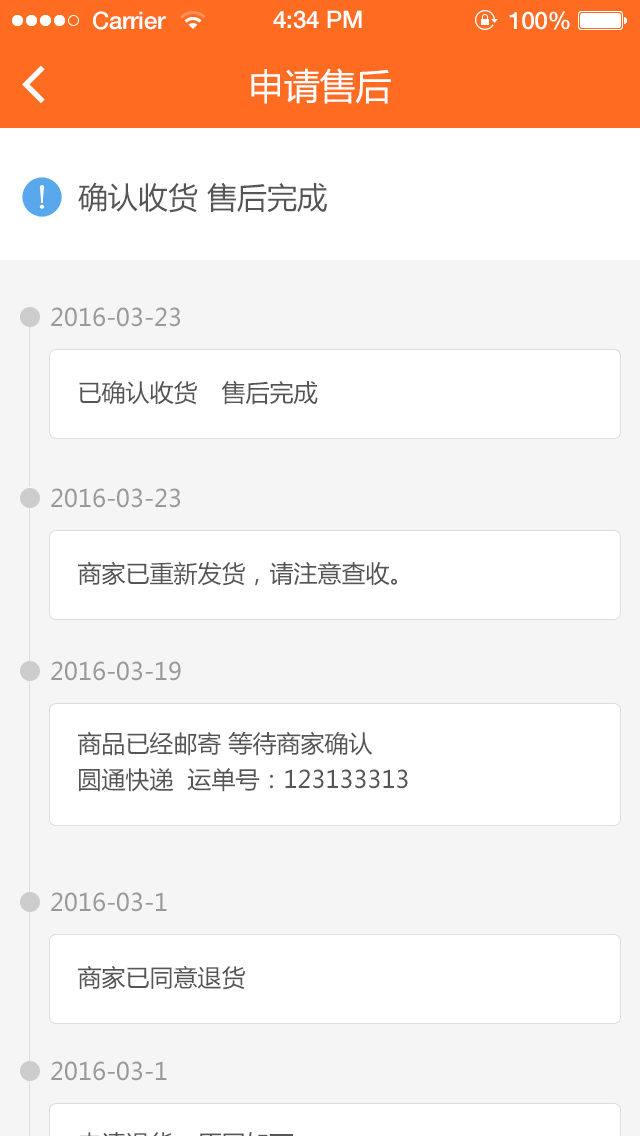 Carrier 4:34 PM 100%
申请售后
确认收货 售后完成
2016-03-23
已确认收货 售后完成
2016-03-23
商家已重新发货，请注意查收。
2016-03-19
商品已经邮寄 等待商家确认
圆通快递 运单号：123133313
2016-03-1
商家已同意退货
2016-03-1